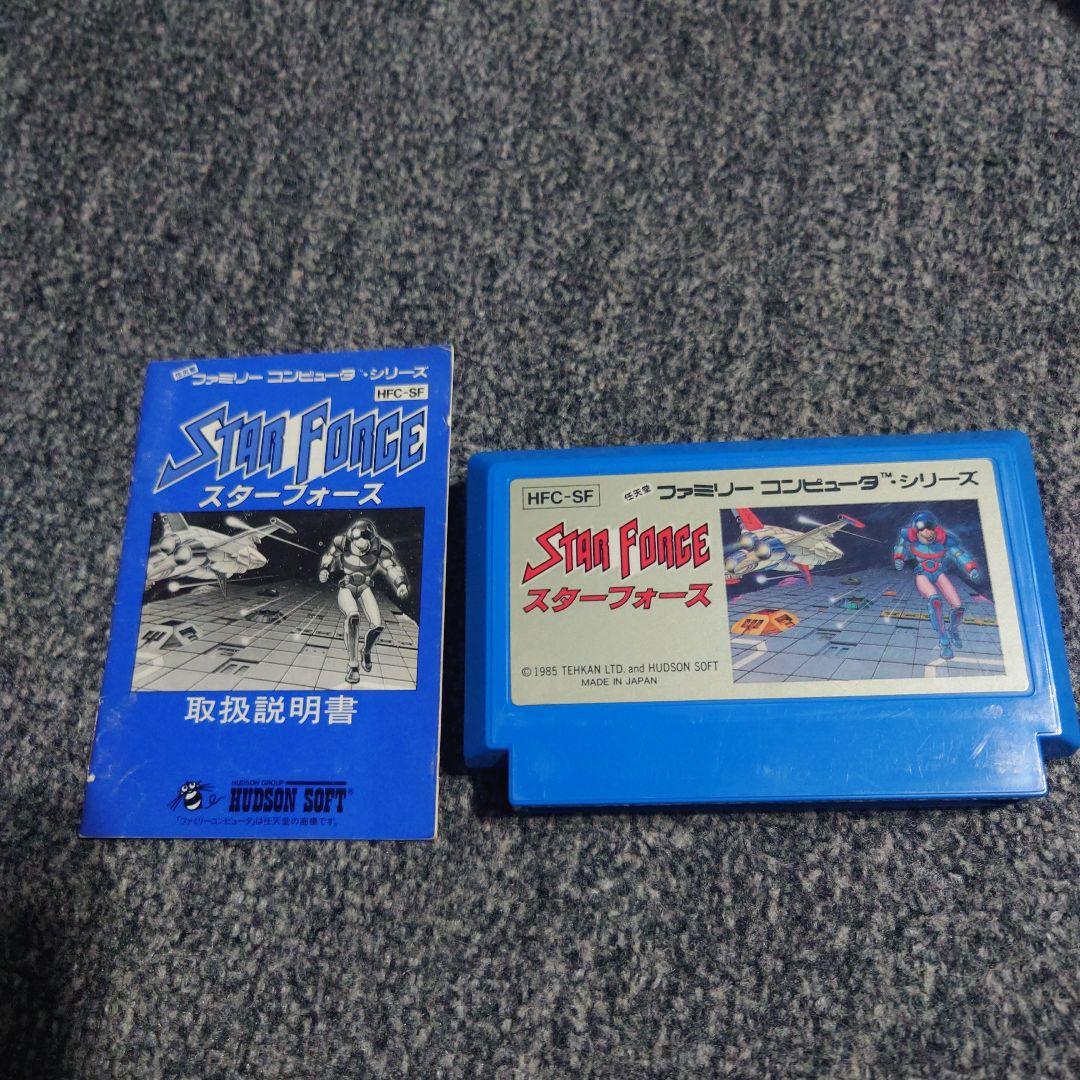 任天堂 ファミリー コンピュータ™・シリーズ
HFC-SF
STAR FORCE
スターフォース
取扱説明書
HUDSON GROUP
HUDSON SOFT®
「ファミリーコンピュータ」は任天堂の商標です。
HFC-SF 任天堂 ファミリー コンピュータ™・シリーズ
STAR FORCE
スターフォース
©1985 TEHKAN LTD. and HUDSON SOFT
MADE IN JAPAN